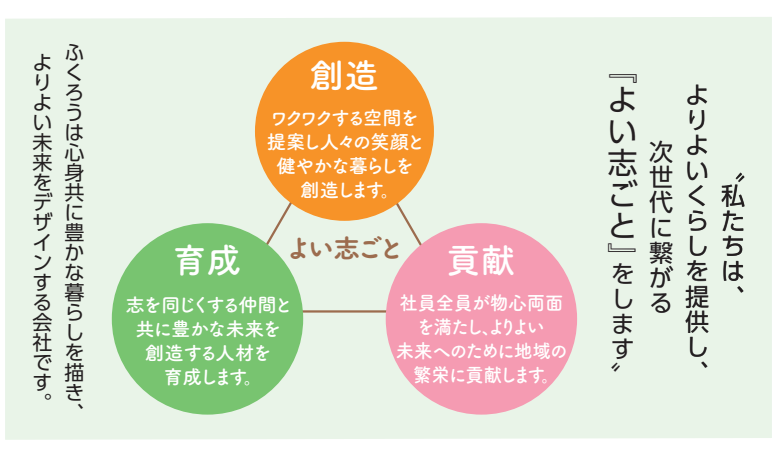 〝私たちは、
よりよいくらしを提供し、
次世代に繋がる
『よい志ごと』をします〟
創造
ワクワクする空間を
提案し人々の笑顔と
健やかな暮らしを
創造します。
よい志ごと
育成
志を同じくする仲間と
共に豊かな未来を
創造する人材を
育成します。
貢献
社員全員が物心両面
を満たし、よりよい
未来へのために地域の
繁栄に貢献します。
ふくろうは心身共に豊かな暮らしを描き、
よりよい未来をデザインする会社です。